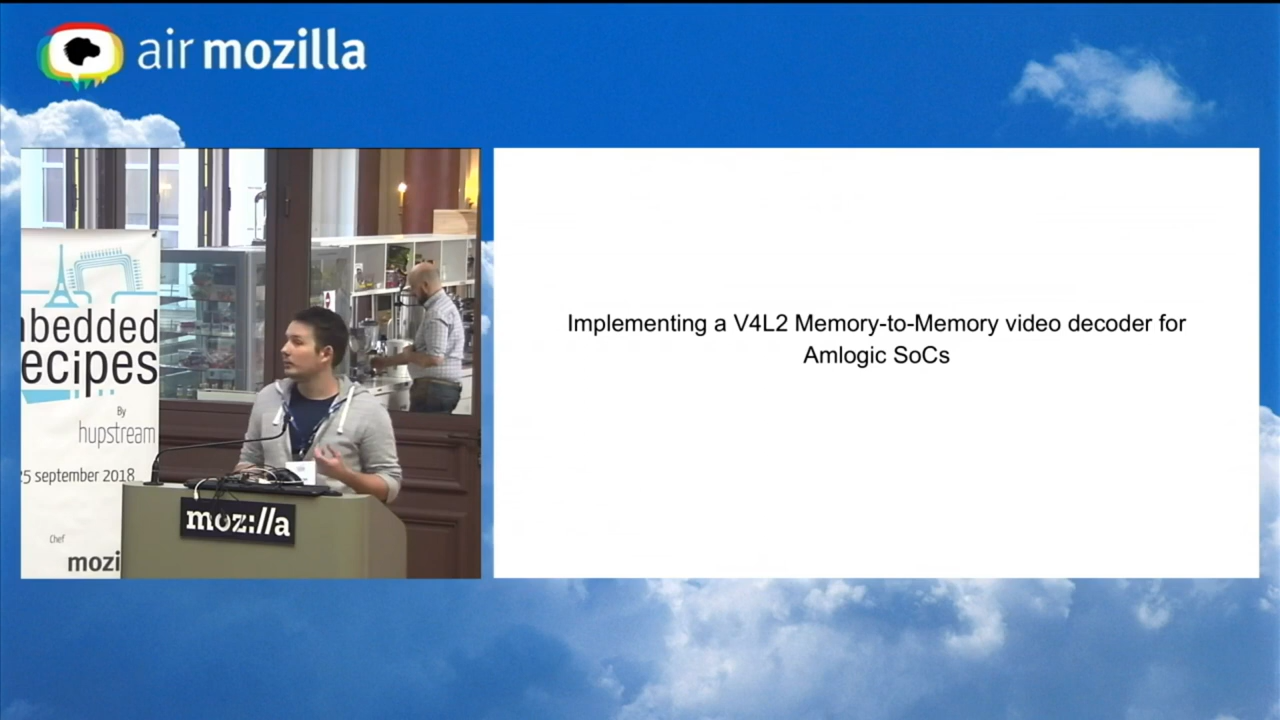 air mozilla
Implementing a V4L2 Memory-to-Memory video decoder for
Amlogic SoCs
mbedded
ecipes
By
hupstream
25 september 2018
Chef
mozi
moz://a